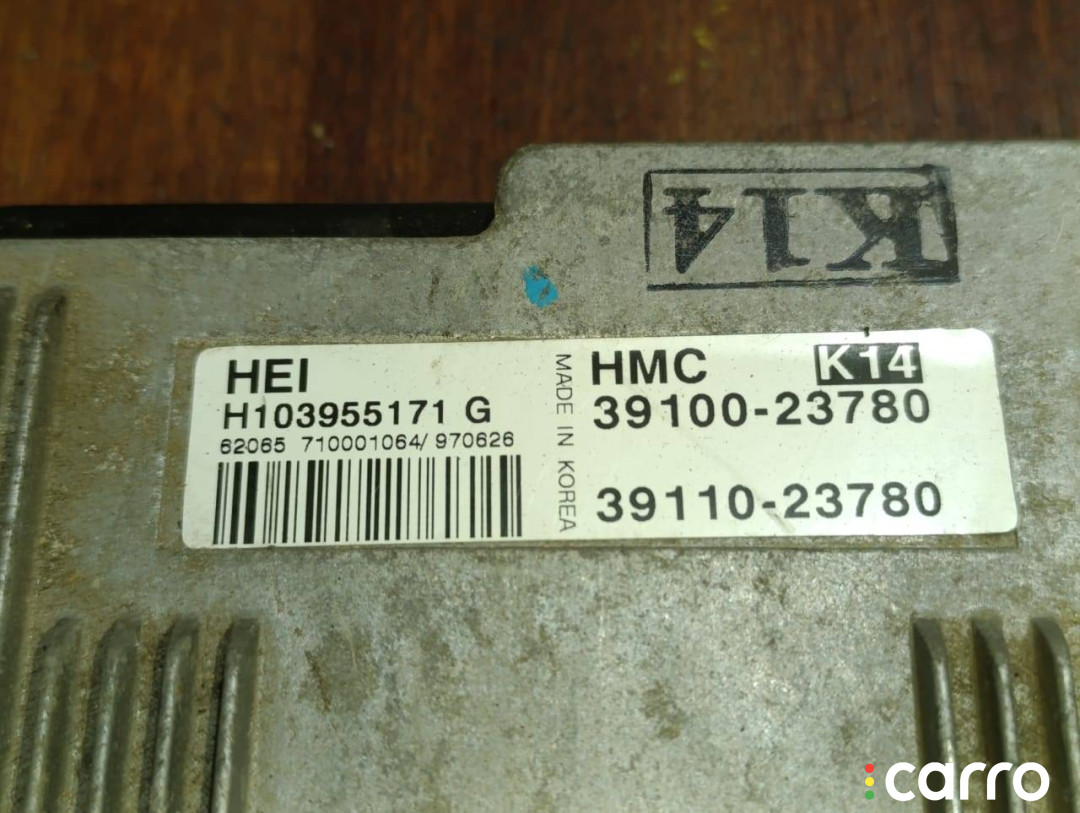 K14
HEI
H103955171 G
62065 710001064/ 970626
MADE IN KOREA
HMC K14
39100-23780
39110-23780
carro